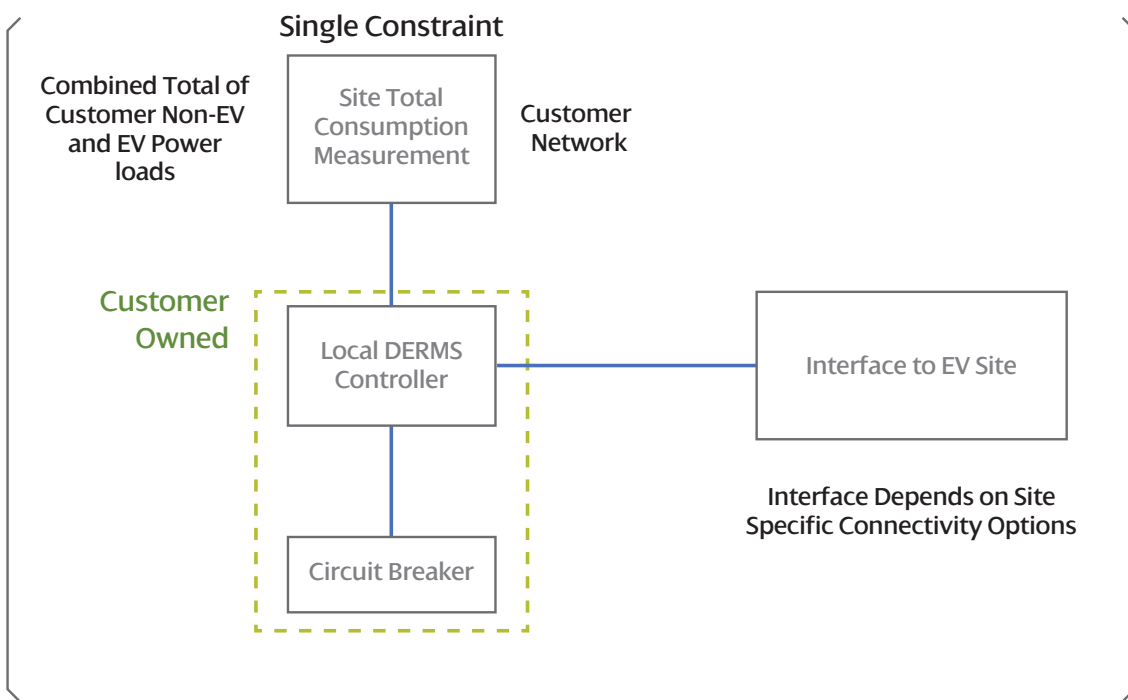 Single Constraint
Combined Total of
Customer Non-EV
and EV Power
loads
Site Total
Consumption
Measurement
Customer
Network
Customer
Owned
Local DERMS
Controller
Interface to EV Site
Interface Depends on Site
Specific Connectivity Options
Circuit Breaker